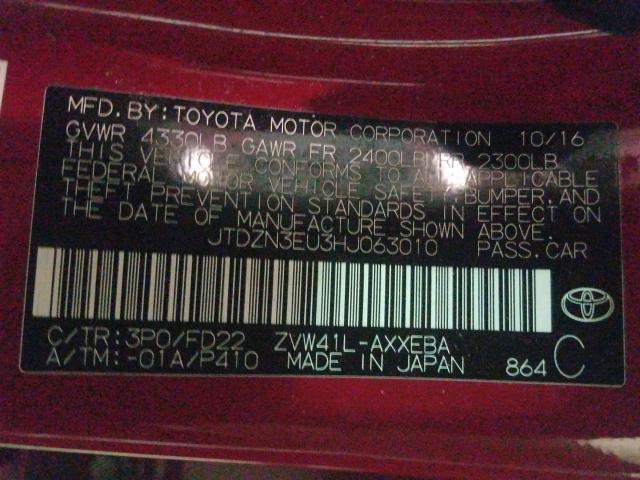 MFD. BY: TOYOTA MOTOR CORPORATION 10/16
GVWR 4330LB GAWR FR 2400LB RR 2300LB
THIS VEHICLE CONFORMS TO ALL APPLICABLE
FEDERAL MOTOR VEHICLE SAFETY, BUMPER, AND
THEFT PREVENTION STANDARDS IN EFFECT ON
THE DATE OF MANUFACTURE SHOWN ABOVE.
JTDZN3EU3HJ063010 PASS. CAR
C/TR: 3P0/FD22 ZVW41L-AXXEBA
A/TM: -01A/P410 MADE IN JAPAN 864 C